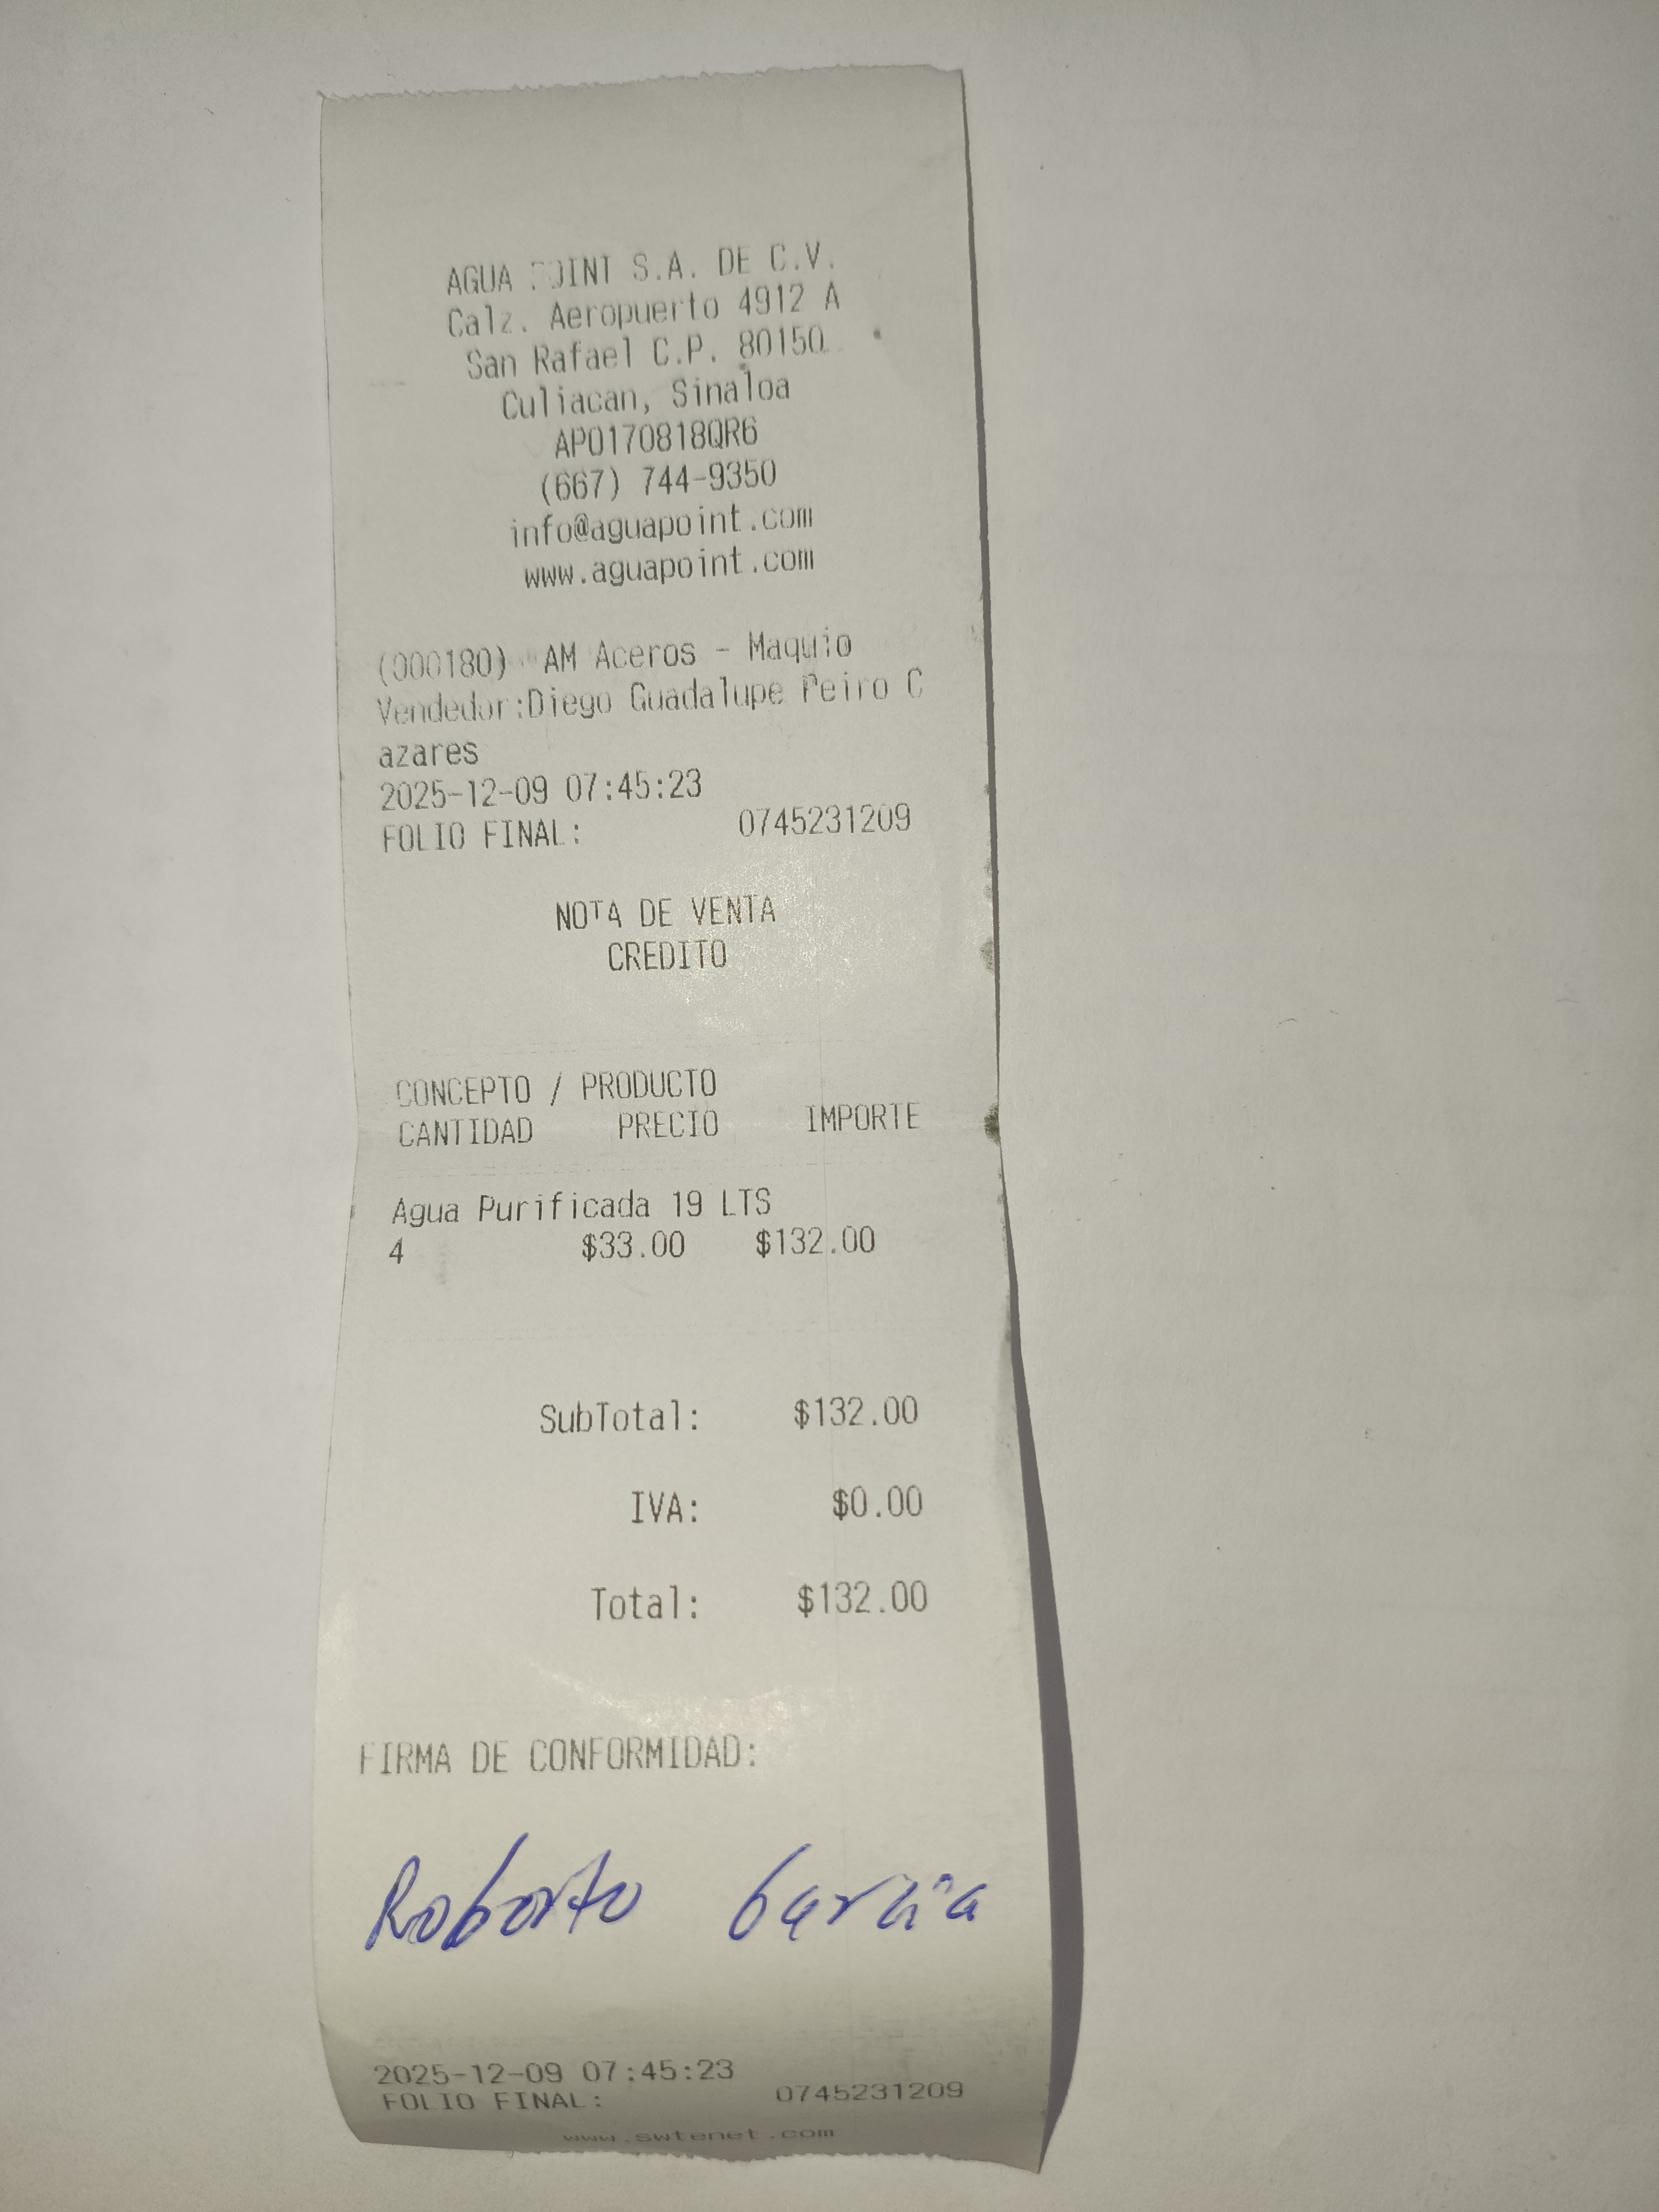 AGUA POINT S.A. DE C.V.
Calz. Aeropuerto 4912 A
San Rafael C.P. 80150
Culiacan, Sinaloa
APO170818QR6
(667) 744-9350
info@aguapoint.com
www.aguapoint.com
(000180) AM Aceros - Maquio
Vendedor:Diego Guadalupe Peiro C
azares
2025-12-09 07:45:23
FOLIO FINAL: 0745231209
NOTA DE VENTA
CREDITO
CONCEPTO / PRODUCTO
CANTIDAD PRECIO IMPORTE
Agua Purificada 19 LTS
4 $33.00 $132.00
SubTotal: $132.00
IVA: $0.00
Total: $132.00
FIRMA DE CONFORMIDAD:
Roberto Garcia
2025-12-09 07:45:23
FOLIO FINAL: 0745231209
www.swtenet.com